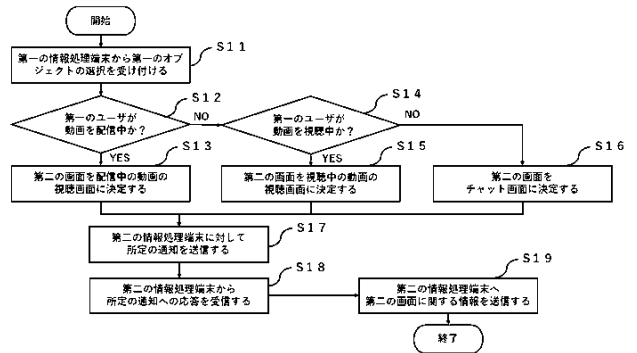 開始
S11
第一の情報処理端末から第一のオブ
ジェクトの選択を受け付ける
S12
第一のユーザが
動画を配信中か？
NO
S14
第一のユーザが
動画を視聴中か？
NO
YES
S13
第二の画面を配信中の動画の
視聴画面に決定する
YES
S15
第二の画面を視聴中の動画の
視聴画面に決定する
S16
第二の画面を
チャット画面に決定する
S17
第二の情報処理端末に対して
所定の通知を送信する
S18
第二の情報処理端末から
所定の通知への応答を受信する
S19
第二の情報処理端末へ
第二の画面に関する情報を送信する
終了